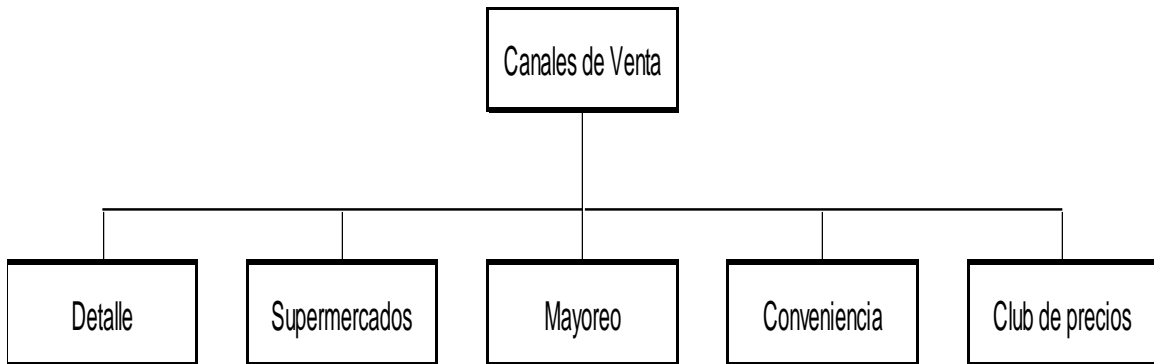 Canales de Venta
Detalle
Supermercados
Mayoreo
Conveniencia
Club de precios